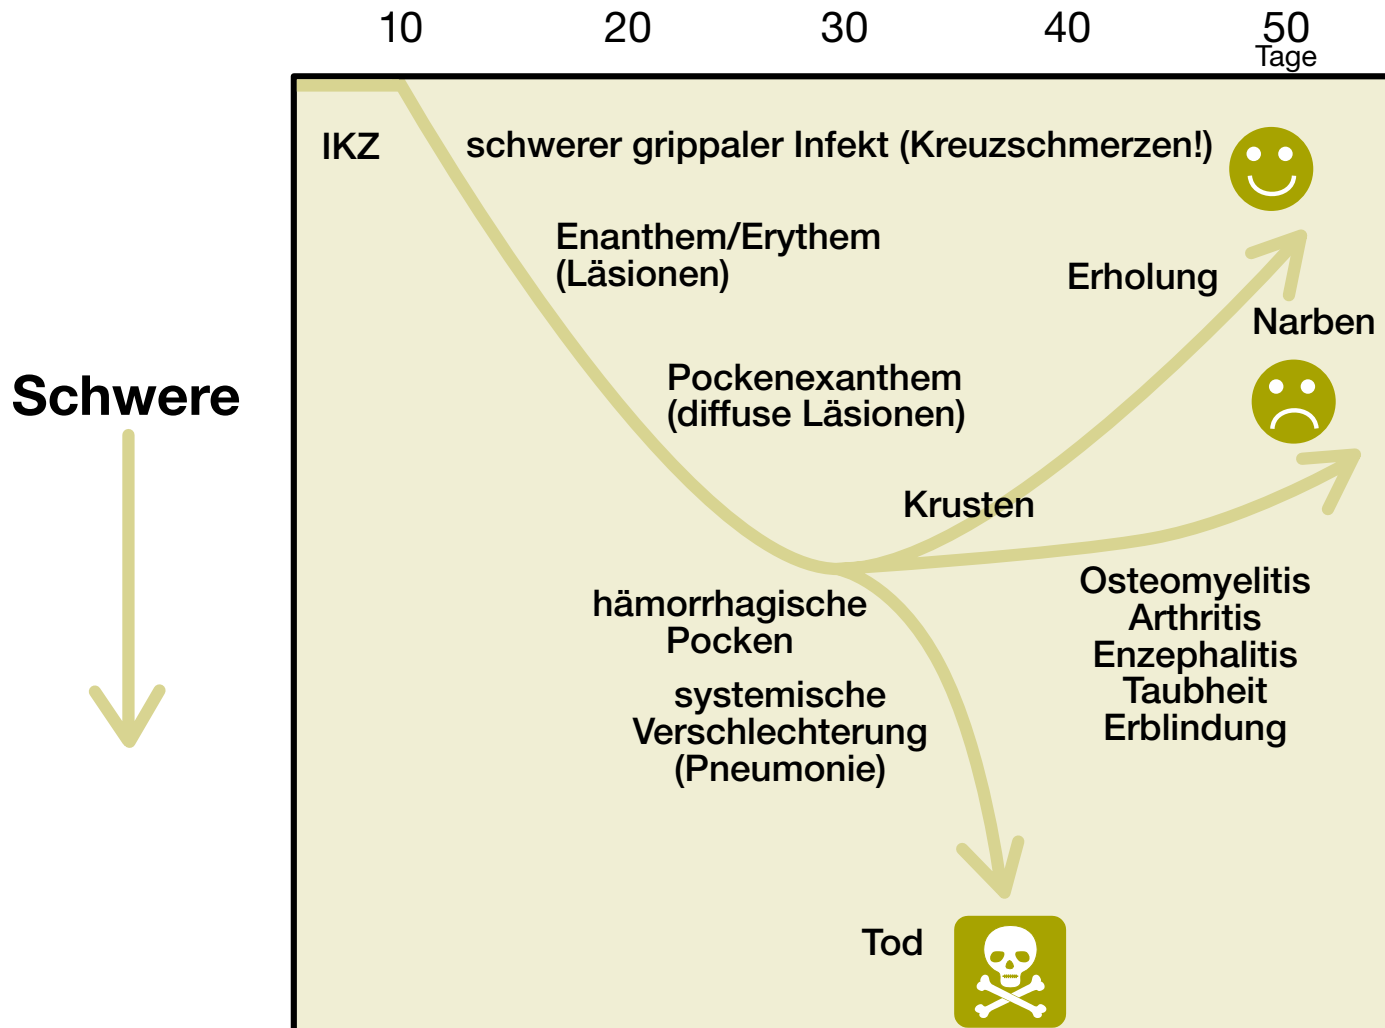 10 20 30 40 50
Tage
IKZ
schwerer grippaler Infekt (Kreuzschmerzen!)
Enanthem/Erythem
(Läsionen)
Erholung
Narben
Schwere
Pockenexanthem
(diffuse Läsionen)
Krusten
hämorrhagische
Pocken
systemische
Verschlechterung
(Pneumonie)
Osteomyelitis
Arthritis
Enzephalitis
Taubheit
Erblindung
Tod